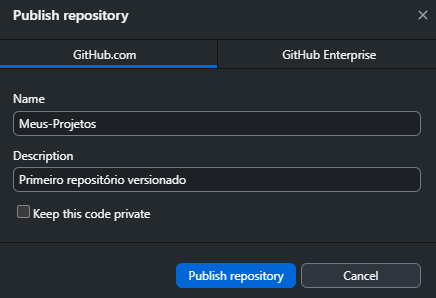 Publish repository
GitHub.com
GitHub Enterprise
Name
Meus-Projetos
Description
Primeiro repositório versionado
Keep this code private
Publish repository
Cancel